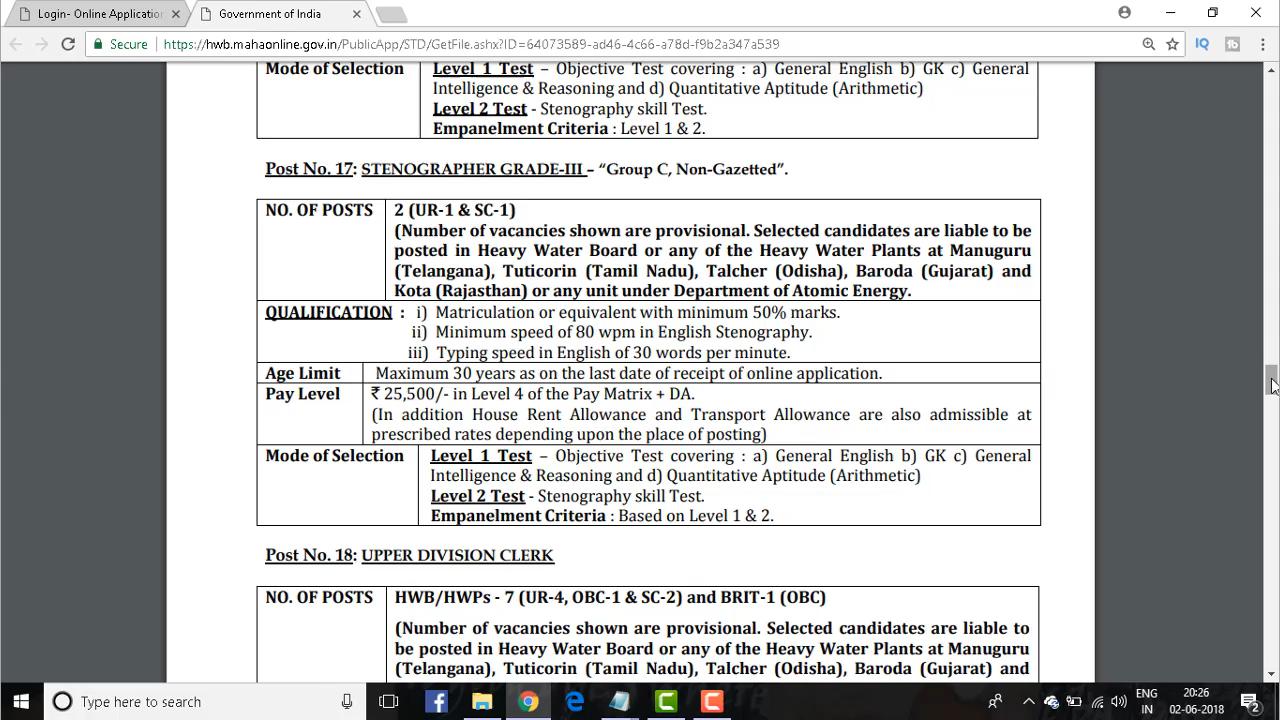 Login- Online Application
Government of India
Secure
https://hwb.mahaonline.gov.in/PublicApp/STD/GetFile.ashx?ID=64073589-ad46-4c66-a78d-f9b2a347a539
IQ
Mode of Selection
Level 1 Test – Objective Test covering : a) General English b) GK c) General
Intelligence & Reasoning and d) Quantitative Aptitude (Arithmetic)
Level 2 Test - Stenography skill Test.
Empanelment Criteria : Level 1 & 2.
Post No. 17: STENOGRAPHER GRADE-III – “Group C, Non-Gazetted”.
NO. OF POSTS
2 (UR-1 & SC-1)
(Number of vacancies shown are provisional. Selected candidates are liable to be
posted in Heavy Water Board or any of the Heavy Water Plants at Manuguru
(Telangana), Tuticorin (Tamil Nadu), Talcher (Odisha), Baroda (Gujarat) and
Kota (Rajasthan) or any unit under Department of Atomic Energy.
QUALIFICATION : i) Matriculation or equivalent with minimum 50% marks.
ii) Minimum speed of 80 wpm in English Stenography.
iii) Typing speed in English of 30 words per minute.
Age Limit
Maximum 30 years as on the last date of receipt of online application.
Pay Level
₹ 25,500/- in Level 4 of the Pay Matrix + DA.
(In addition House Rent Allowance and Transport Allowance are also admissible at
prescribed rates depending upon the place of posting)
Mode of Selection
Level 1 Test – Objective Test covering : a) General English b) GK c) General
Intelligence & Reasoning and d) Quantitative Aptitude (Arithmetic)
Level 2 Test - Stenography skill Test.
Empanelment Criteria : Based on Level 1 & 2.
Post No. 18: UPPER DIVISION CLERK
NO. OF POSTS
HWB/HWPs - 7 (UR-4, OBC-1 & SC-2) and BRIT-1 (OBC)
(Number of vacancies shown are provisional. Selected candidates are liable to
be posted in Heavy Water Board or any of the Heavy Water Plants at Manuguru
(Telangana), Tuticorin (Tamil Nadu), Talcher (Odisha), Baroda (Gujarat) and
Type here to search
ENG
IN
20:26
02-06-2018
2